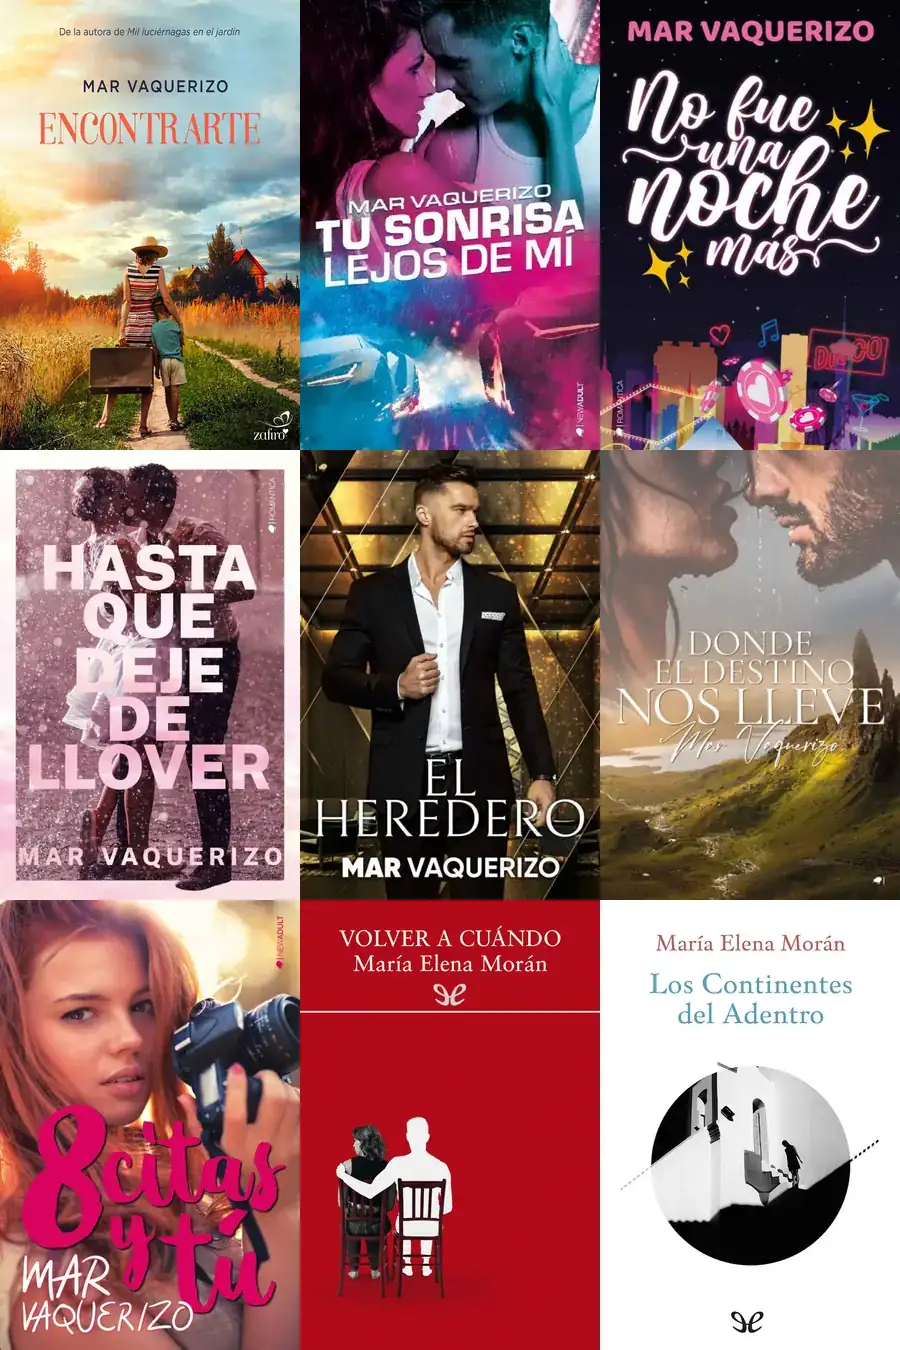 De la autora de Mil luciérnagas en el jardín
MAR VAQUERIZO
ENCONTRARTE
zafiro
MAR VAQUERIZO
TU SONRISA
LEJOS DE MÍ
NEWADULT
MAR VAQUERIZO
No fue
una
noche
más
DISCO
ROMÁNTICA
HASTA
QUE
DEJE
DE
LLOVER
MAR VAQUERIZO
ROMÁNTICA
EL
HEREDERO
MAR VAQUERIZO
DONDE
EL DESTINO
NOS LLEVE
Mar Vaquerizo
NEWADULT
8 citas
y tú
MAR
VAQUERIZO
VOLVER A CUÁNDO
María Elena Morán
María Elena Morán
Los Continentes
del Adentro